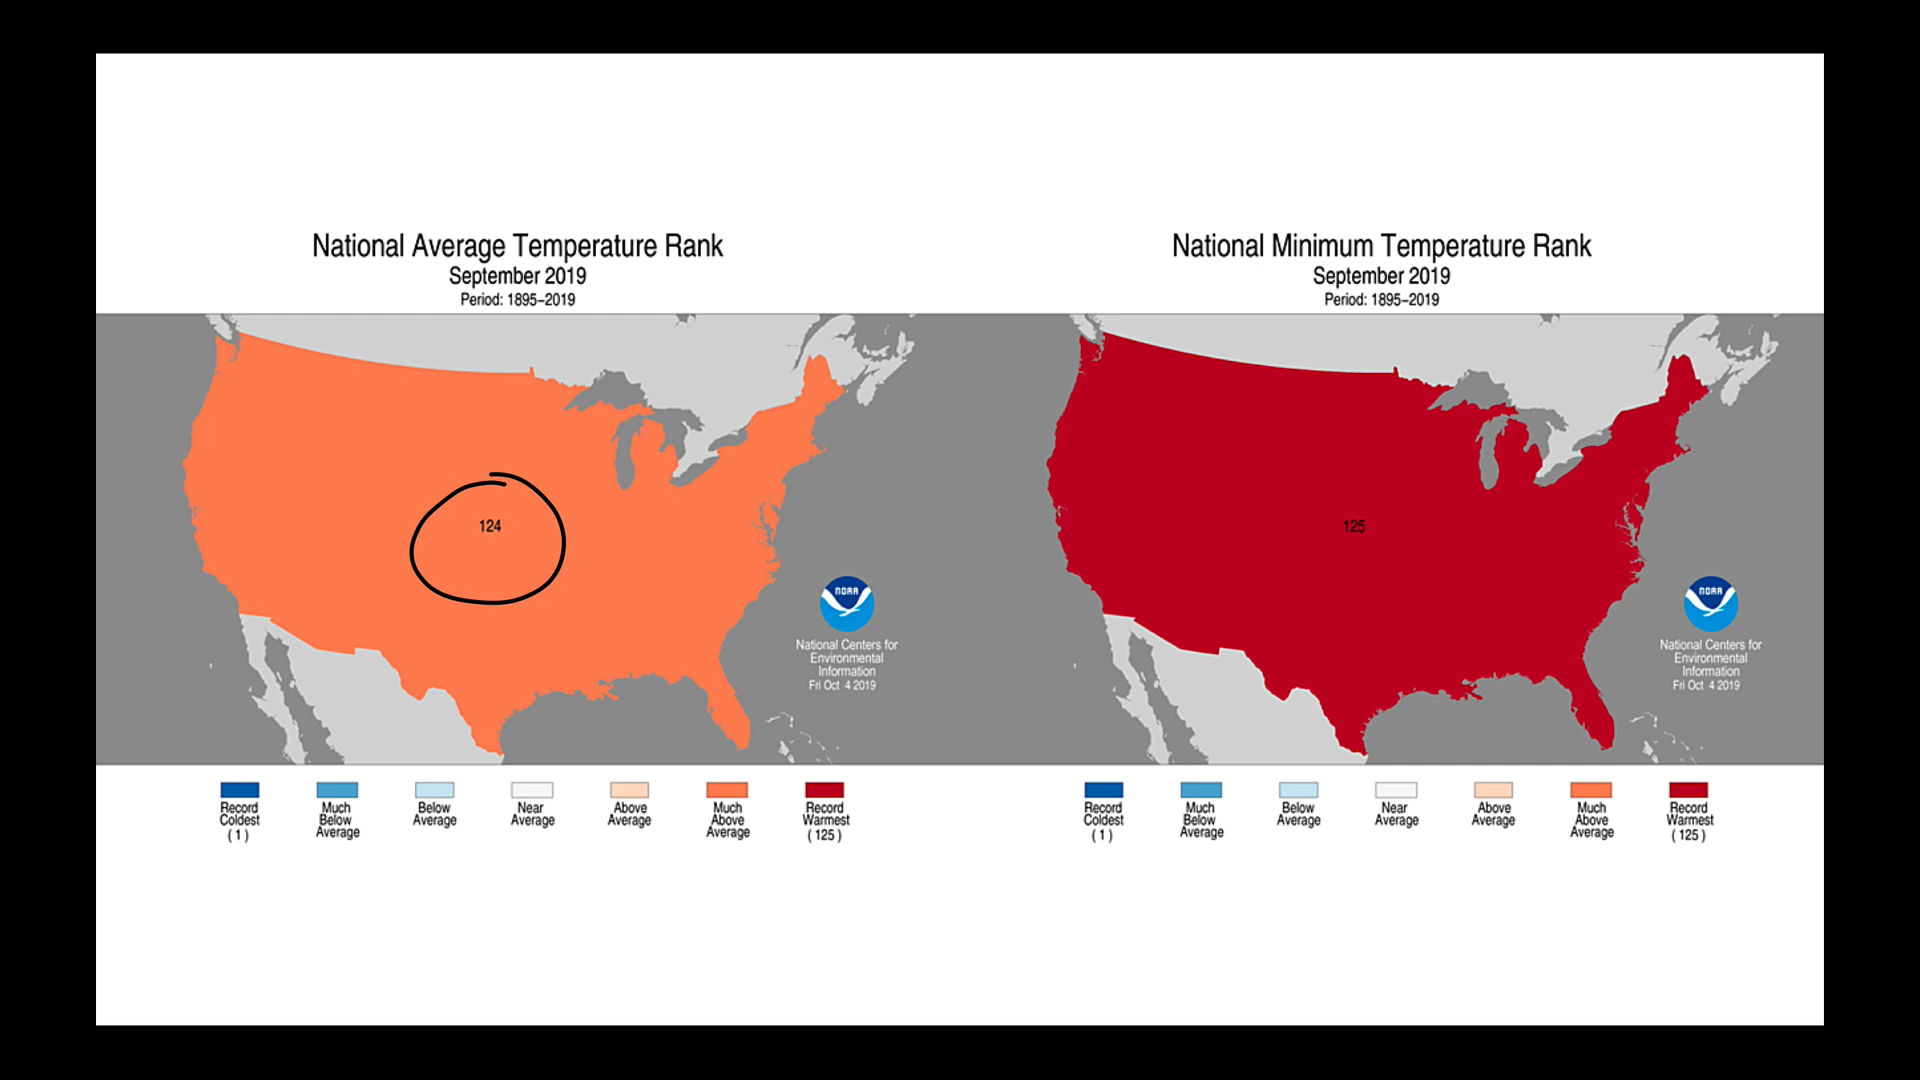 National Average Temperature Rank
September 2019
Period: 1895–2019
124
NOAA
National Centers for
Environmental
Information
Fri Oct 4 2019
Record
Coldest
( 1 )
Much
Below
Average
Below
Average
Near
Average
Above
Average
Much
Above
Average
Record
Warmest
( 125 )
National Minimum Temperature Rank
September 2019
Period: 1895–2019
125
NOAA
National Centers for
Environmental
Information
Fri Oct 4 2019
Record
Coldest
( 1 )
Much
Below
Average
Below
Average
Near
Average
Above
Average
Much
Above
Average
Record
Warmest
( 125 )